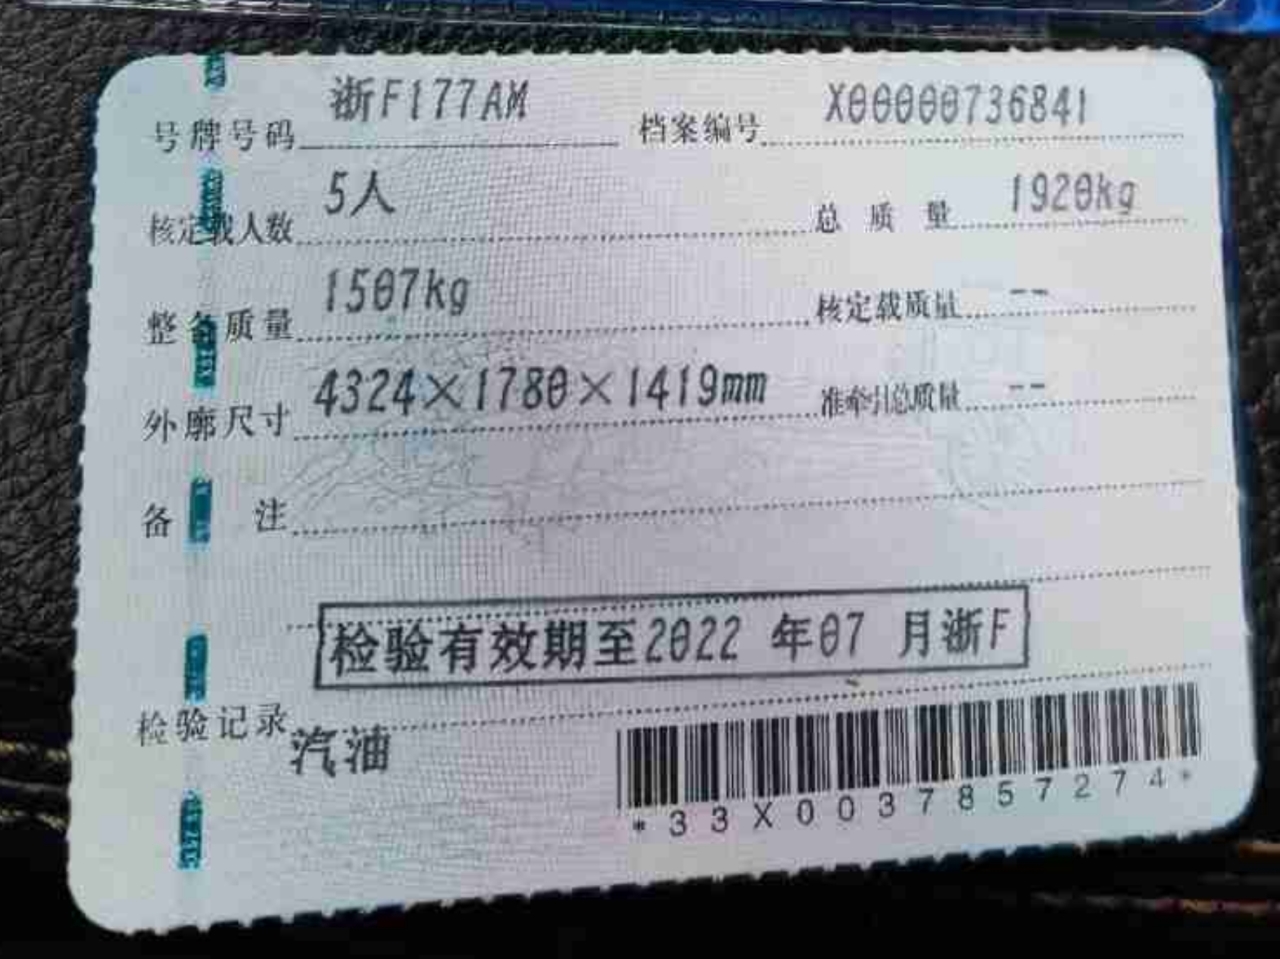 号牌号码 浙F177AM 档案编号 X00000736841
核定载人数 5人 总质量 1920kg
整备质量 1507kg 核定载质量 --
外廓尺寸 4324×1780×1419mm 准牵引总质量 --
备注
检验有效期至2022 年07 月浙F
检验记录
汽油
*33X0037857274*